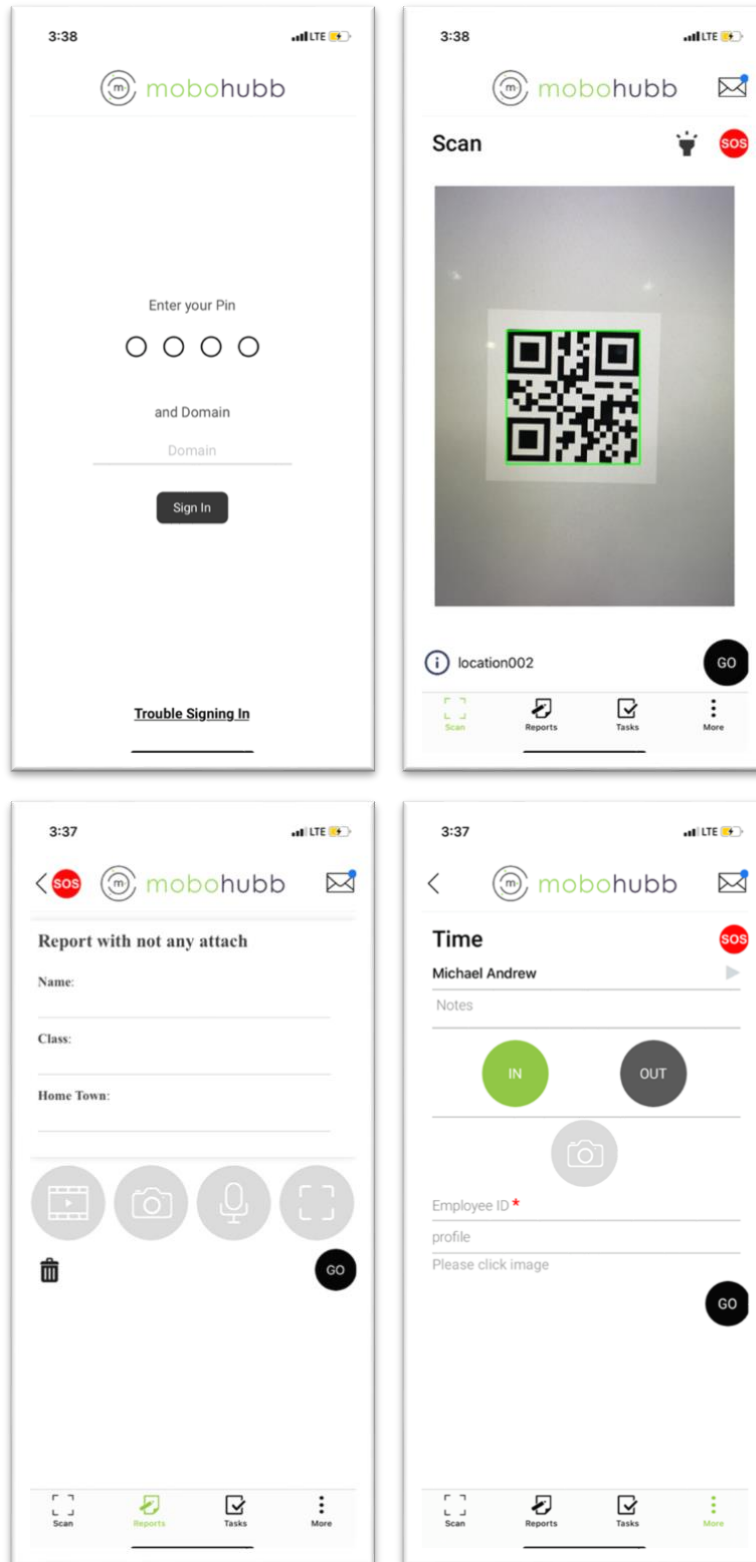 3:38
LTE
m mobohubb
Enter your Pin
and Domain
Domain
Sign In
Trouble Signing In
3:38
LTE
m mobohubb
Scan
SOS
location002
GO
Scan Reports Tasks More
3:37
LTE
SOS m mobohubb
Report with not any attach
Name:
Class:
Home Town:
GO
Scan Reports Tasks More
3:37
LTE
m mobohubb
Time
SOS
Michael Andrew
Notes
IN OUT
Employee ID *
profile
Please click image
GO
Scan Reports Tasks More